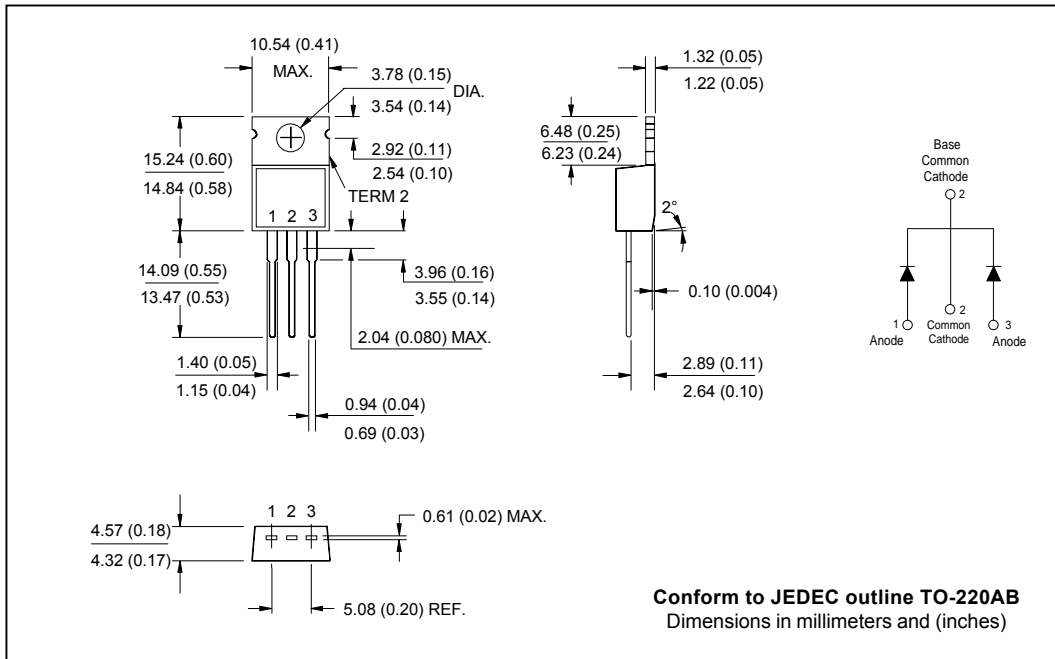 10.54 (0.41)
MAX.
3.78 (0.15)
3.54 (0.14)
DIA.
15.24 (0.60)
14.84 (0.58)
2.92 (0.11)
2.54 (0.10)
TERM 2
1 2 3
14.09 (0.55)
13.47 (0.53)
3.96 (0.16)
3.55 (0.14)
2.04 (0.080) MAX.
1.40 (0.05)
1.15 (0.04)
0.94 (0.04)
0.69 (0.03)
1.32 (0.05)
1.22 (0.05)
6.48 (0.25)
6.23 (0.24)
2°
0.10 (0.004)
2.89 (0.11)
2.64 (0.10)
Base
Common
Cathode
2
1
Anode
2
Common
Cathode
3
Anode
4.57 (0.18)
4.32 (0.17)
1 2 3
0.61 (0.02) MAX.
5.08 (0.20) REF.
Conform to JEDEC outline TO-220AB
Dimensions in millimeters and (inches)